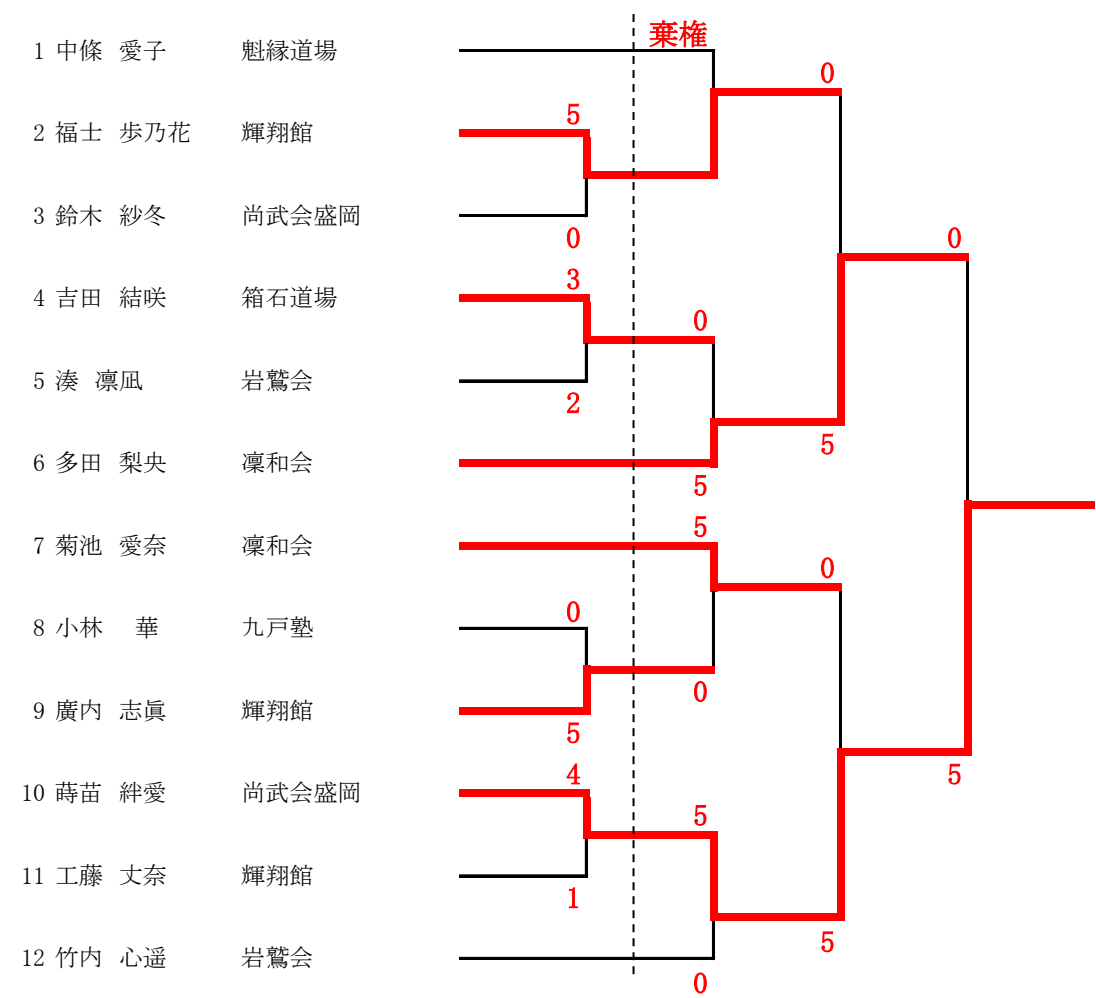 棄権
1 中條 愛子 魁縁道場
0
5
2 福士 歩乃花 輝翔館
3 鈴木 紗冬 尚武会盛岡
0
0
3
4 吉田 結咲 箱石道場
0
5 湊 凛凪 岩鷲会
2
5
6 多田 梨央 凜和会
5
5
7 菊池 愛奈 凜和会
0
0
8 小林 華 九戸塾
0
9 廣内 志眞 輝翔館
5
4
5
10 蒔苗 絆愛 尚武会盛岡
5
11 工藤 丈奈 輝翔館
1
5
12 竹内 心遥 岩鷲会
0